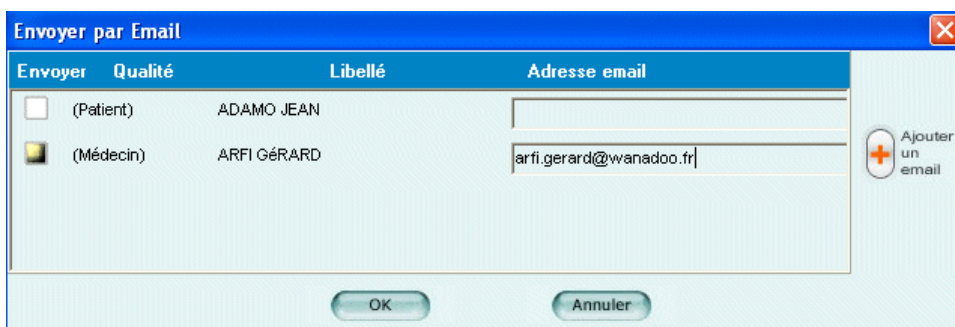 Envoyer par Email
Envoyer Qualité Libellé Adresse email
(Patient) ADAMO JEAN
(Médecin) ARFI GéRARD arfi.gerard@wanadoo.fr
Ajouter
un
email
OK Annuler